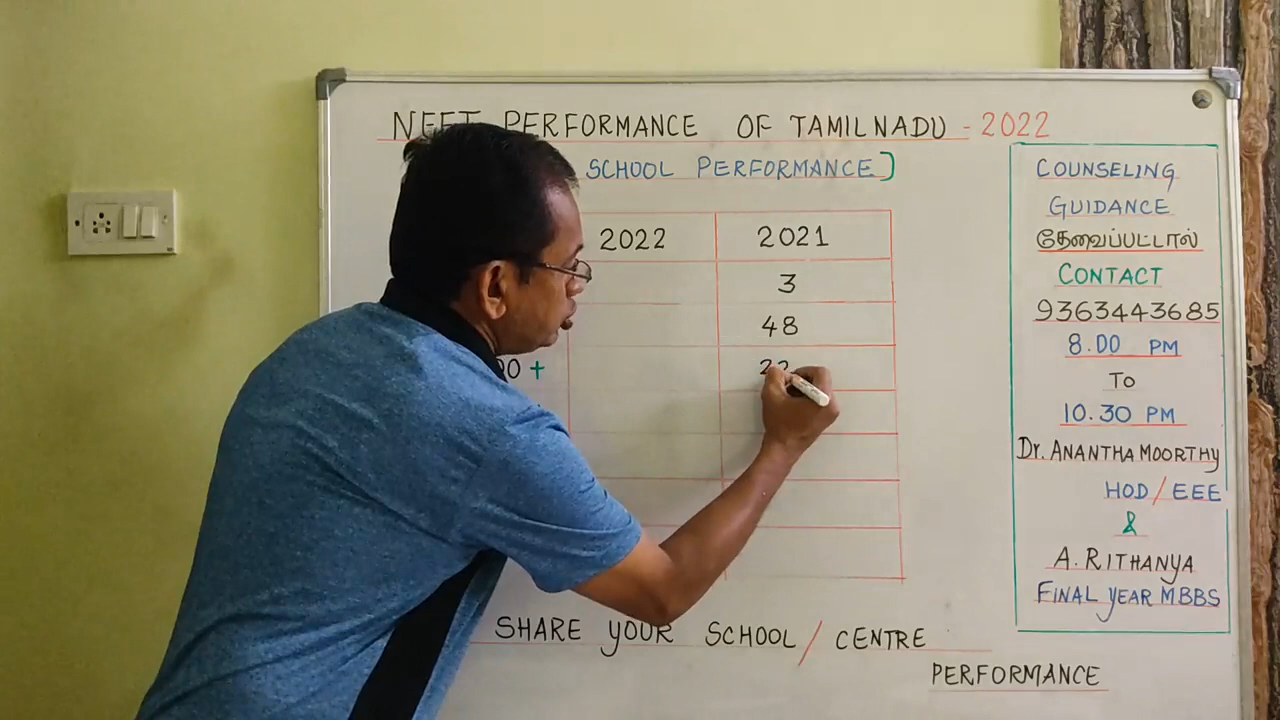 NEET PERFORMANCE OF TAMILNADU - 2022
SCHOOL PERFORMANCE]
2022 2021
3
48
+
SHARE YOUR SCHOOL / CENTRE
PERFORMANCE
COUNSELING
GUIDANCE
தேவைப்பட்டால்
CONTACT
9363443685
8.00 PM
TO
10.30 PM
Dr. ANANTHA MOORTHY
HOD / EEE
&
A. RITHANYA
FINAL YEAR MBBS